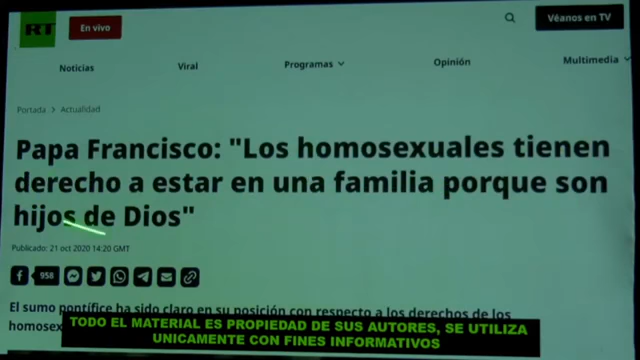 RT
En vivo
Véanos en TV
Noticias
Viral
Programas
Opinión
Multimedia
Portada > Actualidad
Papa Francisco: "Los homosexuales tienen
derecho a estar en una familia porque son
hijos de Dios"
Publicado: 21 oct 2020 14:20 GMT
958
El sumo pontífice ha sido claro en su posición con respecto a los derechos de los
TODO EL MATERIAL ES PROPIEDAD DE SUS AUTORES, SE UTILIZA
UNICAMENTE CON FINES INFORMATIVOS